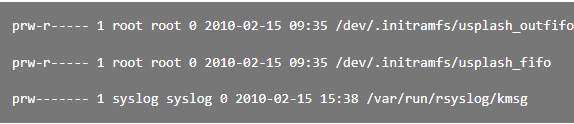 prw-r----- 1 root root 0 2010-02-15 09:35 /dev/.initramfs/usplash_outfifo
prw-r----- 1 root root 0 2010-02-15 09:35 /dev/.initramfs/usplash_fifo
prw------- 1 syslog syslog 0 2010-02-15 15:38 /var/run/rsyslog/kmsg